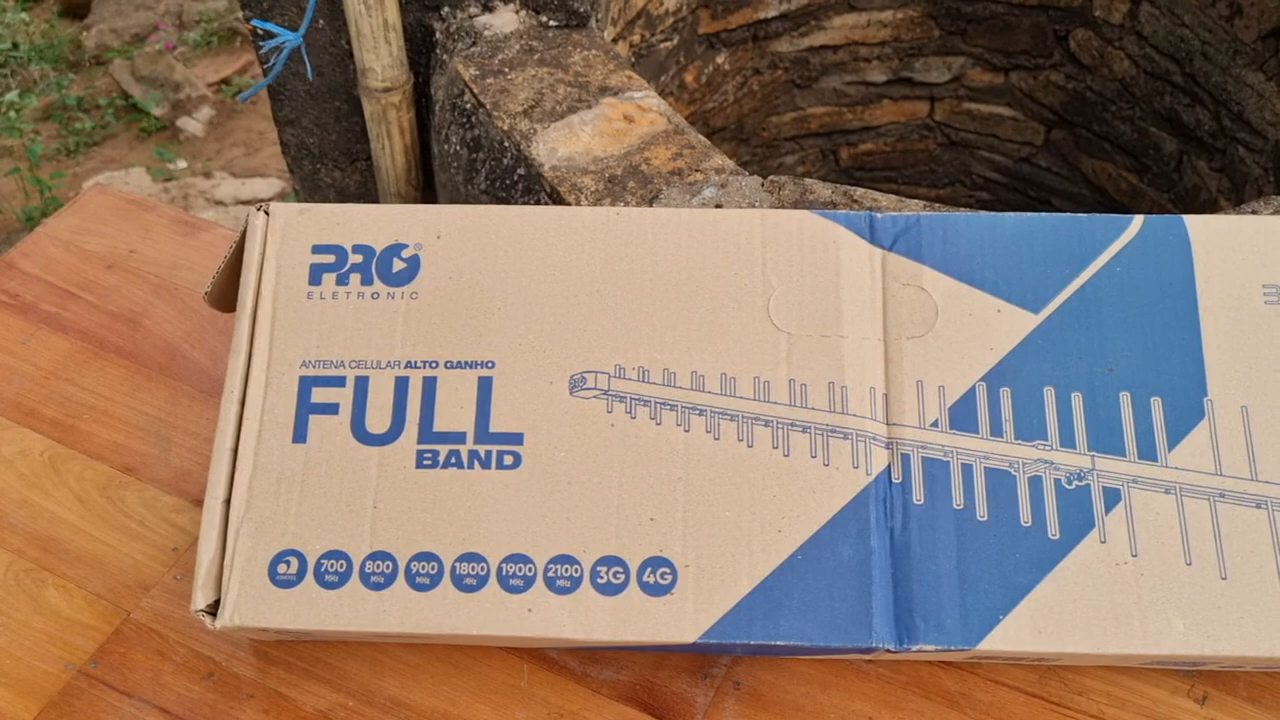 PRO®
ELETRONIC
ANTENA CELULAR ALTO GANHO
FULL
BAND
ANATEL 700 MHz 800 MHz 900 MHz 1800 MHz 1900 MHz 2100 MHz 3G 4G